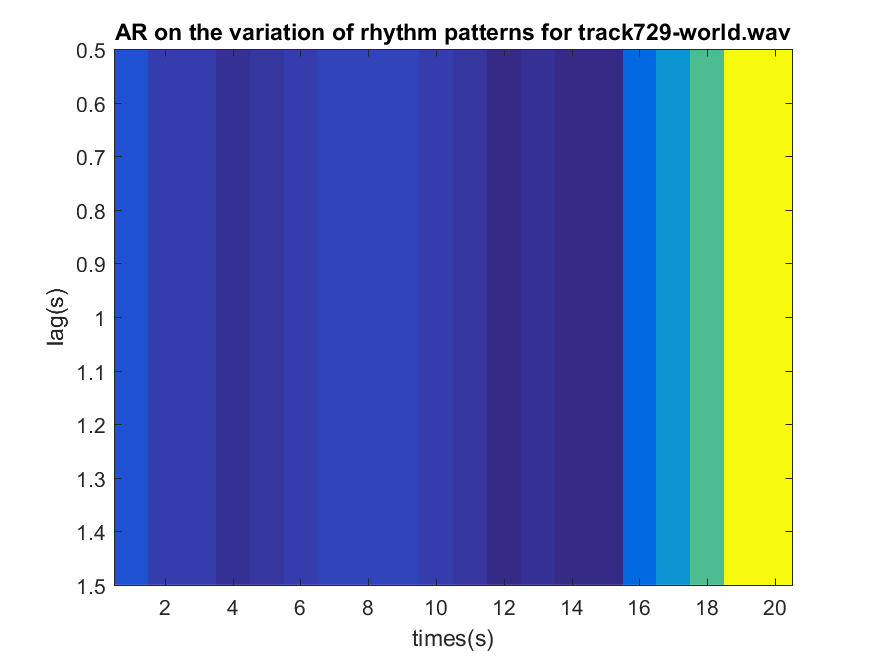 AR on the variation of rhythm patterns for track729-world.wav
0.5
0.6
0.7
0.8
0.9
1
1.1
1.2
1.3
1.4
1.5
lag(s)
2 4 6 8 10 12 14 16 18 20
times(s)